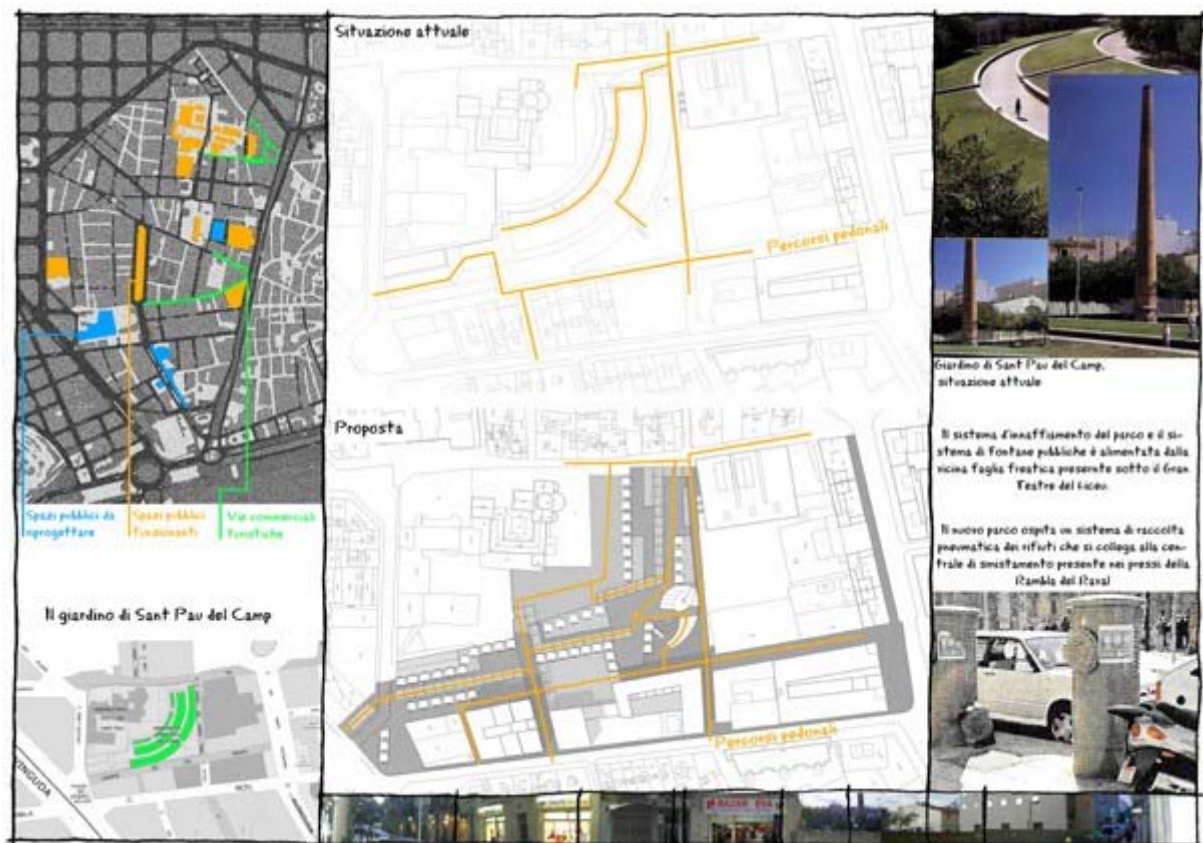 Situazione attuale
Percorsi pedonali
Proposta
Percorsi pedonali
Spazi pubblici da
riprogettare
Spazi pubblici
funzionanti
Vie commerciali
turistiche
Il giardino di Sant Pau del Camp
Giardino di Sant Pau del Camp,
situazione attuale
Il sistema d'innaffiamento del parco e il si-
stema di fontane pubbliche è alimentata dalla
vicina faglia freatica presente sotto il Gran
Teatre del Liceu.
Il nuovo parco ospita un sistema di raccolta
pneumatica dei rifiuti che si collega alla cen-
trale di smistamento presente nei pressi della
Rambla del Raval
BAZAR EVA